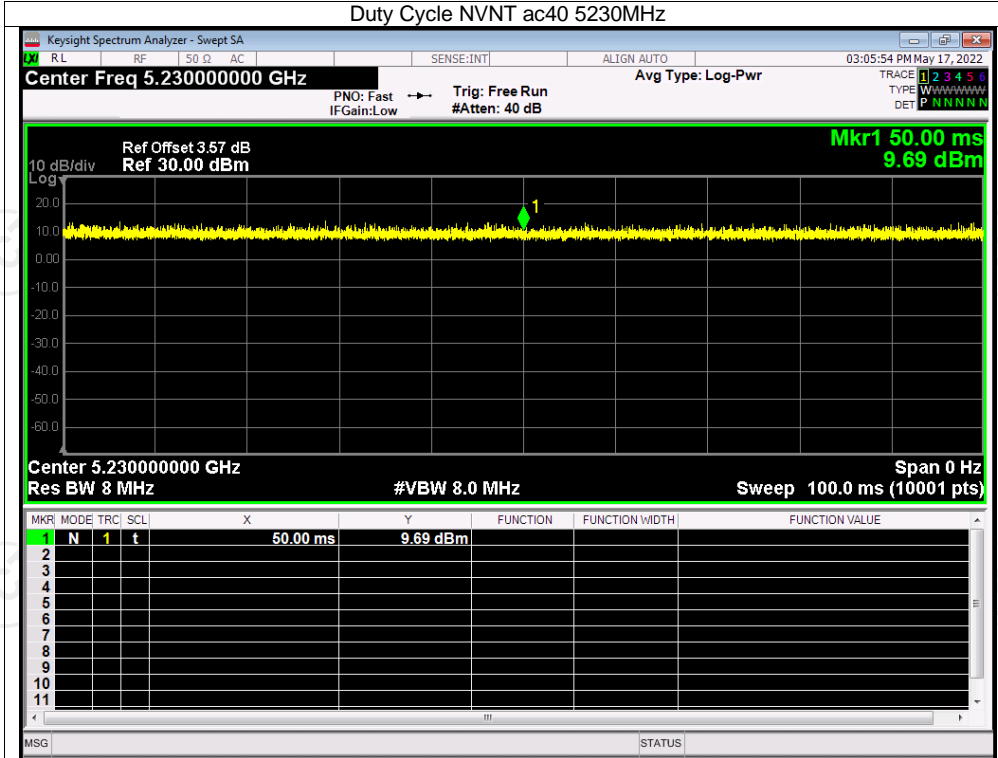 Duty Cycle NVNT ac40 5230MHz
Keysight Spectrum Analyzer - Swept SA
LXI RL RF 50 Ω AC SENSE:INT ALIGN AUTO 03:05:54 PM May 17, 2022
Center Freq 5.230000000 GHz Avg Type: Log-Pwr TRACE 1 2 3 4 5 6
PNO: Fast Trig: Free Run TYPE WWWWWW
IFGain:Low #Atten: 40 dB DET P N N N N N
Mkr1 50.00 ms
Ref Offset 3.57 dB
10 dB/div Ref 30.00 dBm 9.69 dBm
Log
20.0
1
10.0
0.00
-10.0
-20.0
-30.0
-40.0
-50.0
-60.0
Center 5.230000000 GHz Span 0 Hz
Res BW 8 MHz #VBW 8.0 MHz Sweep 100.0 ms (10001 pts)
MKR MODE TRC SCL X Y FUNCTION FUNCTION WIDTH FUNCTION VALUE
1 N 1 t 50.00 ms 9.69 dBm
2
3
4
5
6
7
8
9
10
11
MSG STATUS